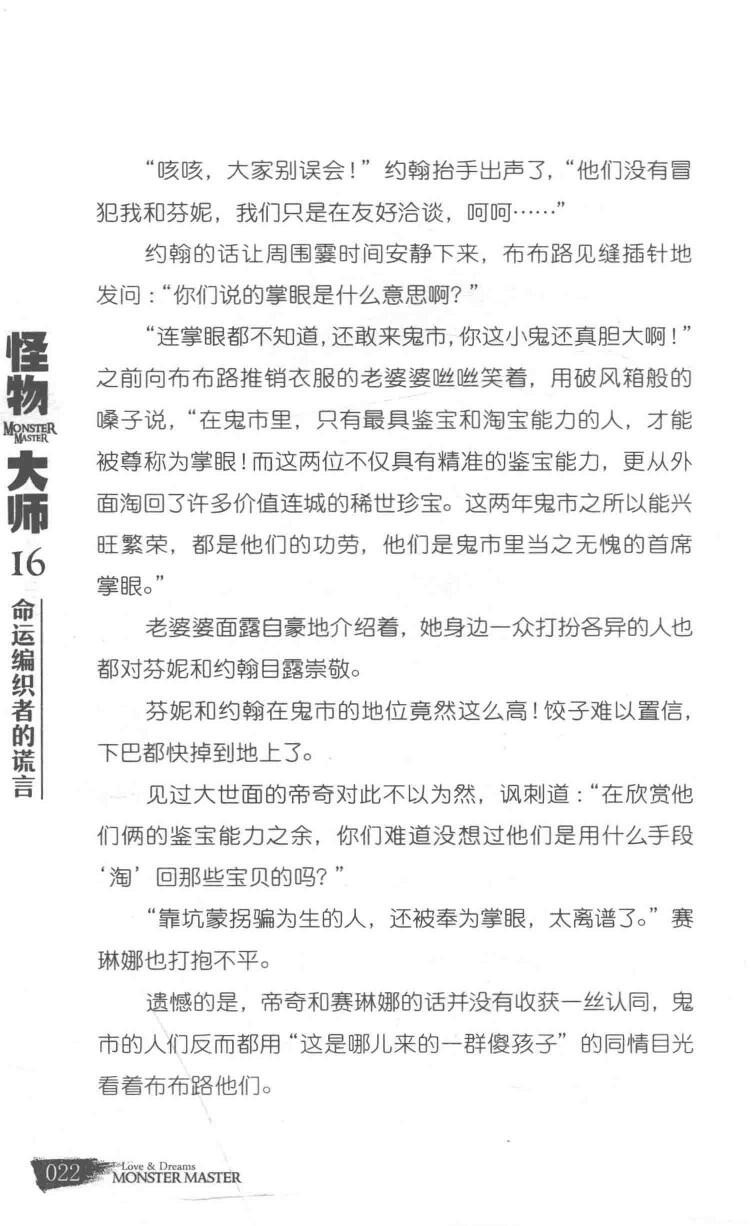 “咳咳，大家别误会！”约翰抬手出声了，“他们没有冒
犯我和芬妮，我们只是在友好洽谈，呵呵……”
约翰的话让周围霎时间安静下来，布布路见缝插针地
发问：“你们说的掌眼是什么意思啊？”
“连掌眼都不知道，还敢来鬼市，你这小鬼还真胆大啊！”
之前向布布路推销衣服的老婆婆咝咝笑着，用破风箱般的
嗓子说，“在鬼市里，只有最具鉴宝和淘宝能力的人，才能
被尊称为掌眼！而这两位不仅具有精准的鉴宝能力，更从外
面淘回了许多价值连城的稀世珍宝。这两年鬼市之所以能兴
旺繁荣，都是他们的功劳，他们是鬼市里当之无愧的首席
掌眼。”
老婆婆面露自豪地介绍着，她身边一众打扮各异的人也
都对芬妮和约翰目露崇敬。
芬妮和约翰在鬼市的地位竟然这么高！饺子难以置信，
下巴都快掉到地上了。
见过大世面的帝奇对此不以为然，讽刺道：“在欣赏他
们俩的鉴宝能力之余，你们难道没想过他们是用什么手段
‘淘’回那些宝贝的吗？”
“靠坑蒙拐骗为生的人，还被奉为掌眼，太离谱了。”赛
琳娜也打抱不平。
遗憾的是，帝奇和赛琳娜的话并没有收获一丝认同，鬼
市的人们反而都用“这是哪儿来的一群傻孩子”的同情目光
看着布布路他们。
怪物
MONSTER
MASTER
大师
16
命运编织者的谎言
022
Love & Dreams
MONSTER MASTER